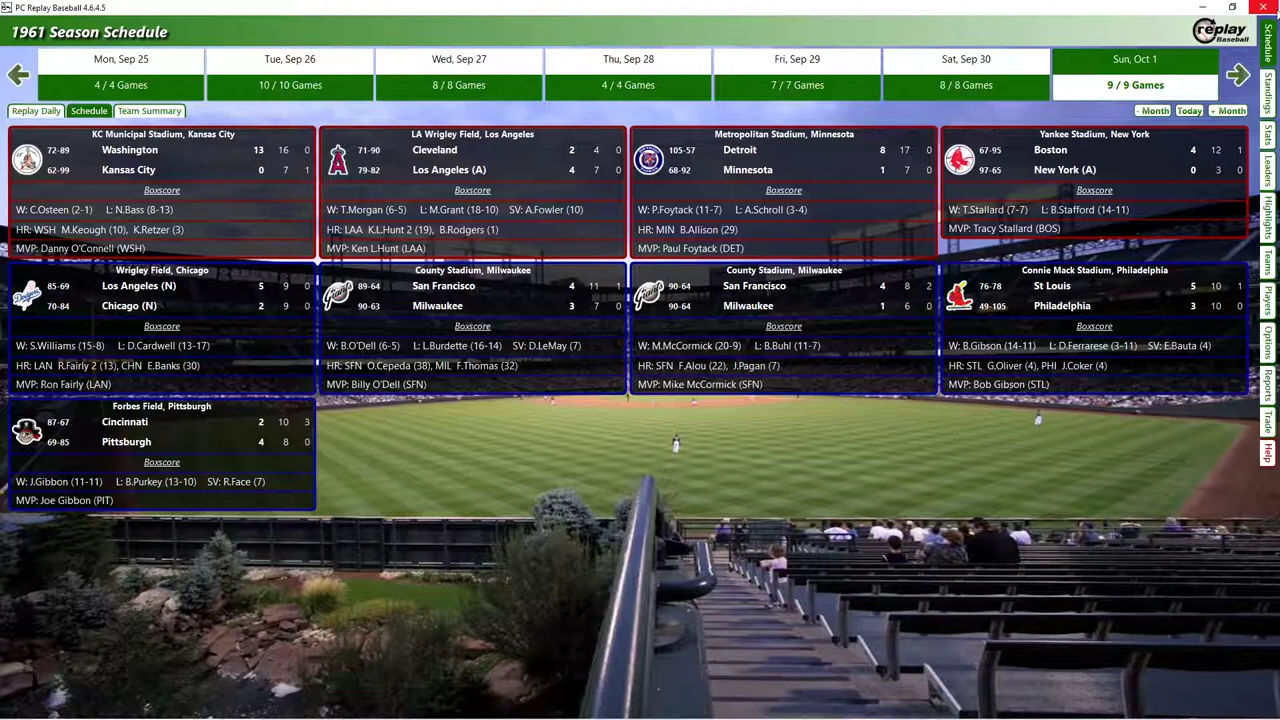 PC Replay Baseball 4.6.4.5
1961 Season Schedule
replay Baseball
Mon, Sep 25 Tue, Sep 26 Wed, Sep 27 Thu, Sep 28 Fri, Sep 29 Sat, Sep 30 Sun, Oct 1
4 / 4 Games 10 / 10 Games 8 / 8 Games 4 / 4 Games 7 / 7 Games 8 / 8 Games 9 / 9 Games
Replay Daily Schedule Team Summary - Month Today + Month
KC Municipal Stadium, Kansas City
72-89 Washington 13 16 0
62-99 Kansas City 0 7 1
Boxscore
W: C.Osteen (2-1) L: N.Bass (8-13)
HR: WSH M.Keough (10), K.Retzer (3)
MVP: Danny O'Connell (WSH)
LA Wrigley Field, Los Angeles
71-90 Cleveland 2 4 0
79-82 Los Angeles (A) 4 7 0
Boxscore
W: T.Morgan (6-5) L: M.Grant (18-10) SV: A.Fowler (10)
HR: LAA K.L.Hunt 2 (19), B.Rodgers (1)
MVP: Ken L.Hunt (LAA)
Metropolitan Stadium, Minnesota
105-57 Detroit 8 17 0
68-92 Minnesota 1 7 0
Boxscore
W: P.Foytack (11-7) L: A.Schroll (3-4)
HR: MIN B.Allison (29)
MVP: Paul Foytack (DET)
Yankee Stadium, New York
67-95 Boston 4 12 1
97-65 New York (A) 0 3 0
Boxscore
W: T.Stallard (7-7) L: B.Stafford (14-11)
MVP: Tracy Stallard (BOS)
Wrigley Field, Chicago
85-69 Los Angeles (N) 5 9 0
70-84 Chicago (N) 2 9 0
Boxscore
W: S.Williams (15-8) L: D.Cardwell (13-17)
HR: LAN R.Fairly 2 (13), CHN E.Banks (30)
MVP: Ron Fairly (LAN)
County Stadium, Milwaukee
89-64 San Francisco 4 11 1
90-63 Milwaukee 3 7 0
Boxscore
W: B.O'Dell (6-5) L: L.Burdette (16-14) SV: D.LeMay (7)
HR: SFN O.Cepeda (38), MIL F.Thomas (32)
MVP: Billy O'Dell (SFN)
County Stadium, Milwaukee
90-64 San Francisco 4 8 2
90-64 Milwaukee 1 6 0
Boxscore
W: M.McCormick (20-9) L: B.Buhl (11-7)
HR: SFN F.Alou (22), J.Pagan (7)
MVP: Mike McCormick (SFN)
Connie Mack Stadium, Philadelphia
76-78 St Louis 5 10 1
49-105 Philadelphia 3 10 0
Boxscore
W: B.Gibson (14-11) L: D.Ferrarese (3-11) SV: E.Bauta (4)
HR: STL G.Oliver (4), PHI J.Coker (4)
MVP: Bob Gibson (STL)
Forbes Field, Pittsburgh
87-67 Cincinnati 2 10 3
69-85 Pittsburgh 4 8 0
Boxscore
W: J.Gibbon (11-11) L: B.Purkey (13-10) SV: R.Face (7)
MVP: Joe Gibbon (PIT)
Schedule
Standings
Stats
Leaders
Highlights
Teams
Players
Options
Reports
Trade
Help